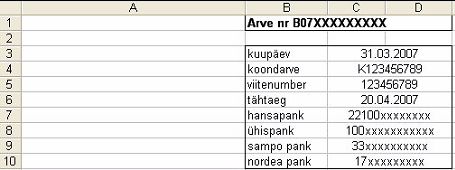 A B C D
1 Arve nr B07XXXXXXXXX
2
3 kuupäev 31.03.2007
4 koondarve K123456789
5 viitenumber 123456789
6 tähtaeg 20.04.2007
7 hansapank 22100xxxxxxxx
8 ühispank 100xxxxxxxxxxx
9 sampo pank 33xxxxxxxxxx
10 nordea pank 17xxxxxxxxx